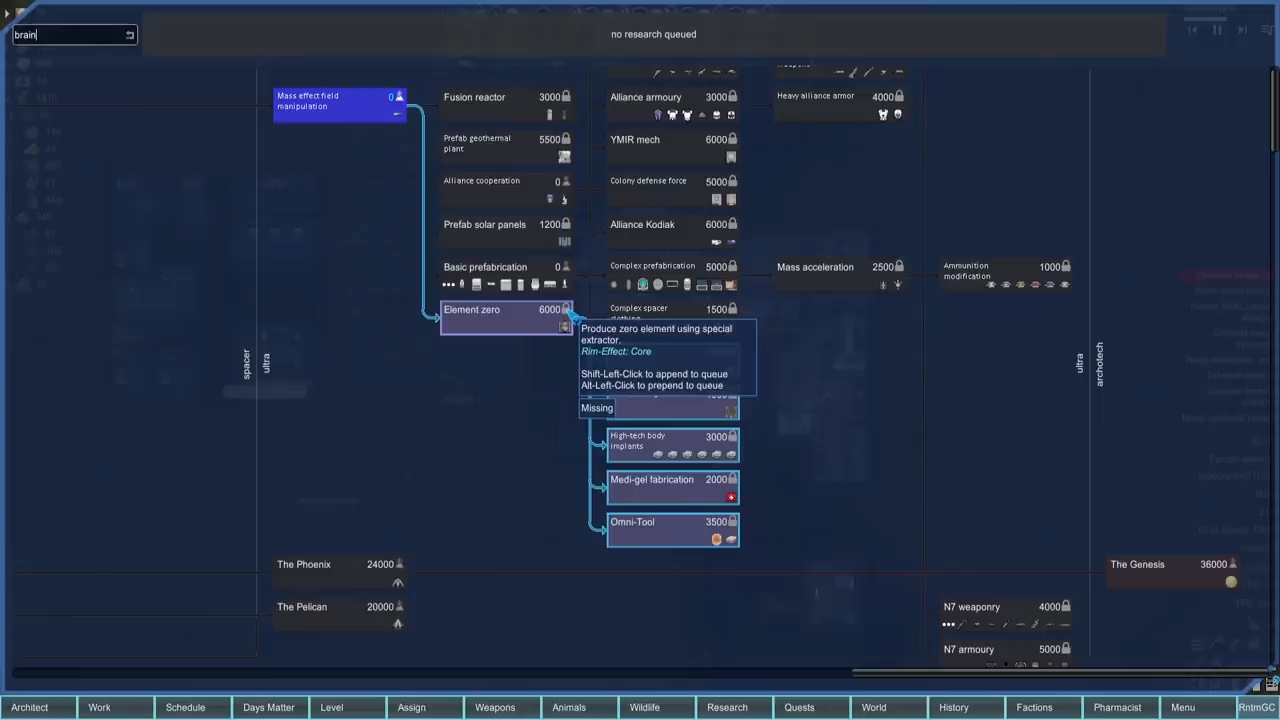 brain
no research queued
Mass effect field
manipulation
0
Fusion reactor
3000
Alliance armoury
3000
Heavy alliance armor
4000
Prefab geothermal
plant
5500
YMIR mech
6000
Alliance cooperation
0
Colony defense force
5000
Prefab solar panels
1200
Alliance Kodiak
6000
Basic prefabrication
0
Complex prefabrication
5000
Mass acceleration
2500
Ammunition
modification
1000
Element zero
6000
Complex spacer
1500
Produce zero element using special
extractor.
Rim-Effect: Core
Shift-Left-Click to append to queue
Alt-Left-Click to prepend to queue
Missing
spacer
ultra
ultra
archotech
High-tech body
implants
3000
Medi-gel fabrication
2000
Omni-Tool
3500
The Phoenix
24000
The Genesis
36000
The Pelican
20000
N7 weaponry
4000
N7 armoury
5000
Architect
Work
Schedule
Days Matter
Level
Assign
Weapons
Animals
Wildlife
Research
Quests
World
History
Factions
Pharmacist
Menu
RntmGC